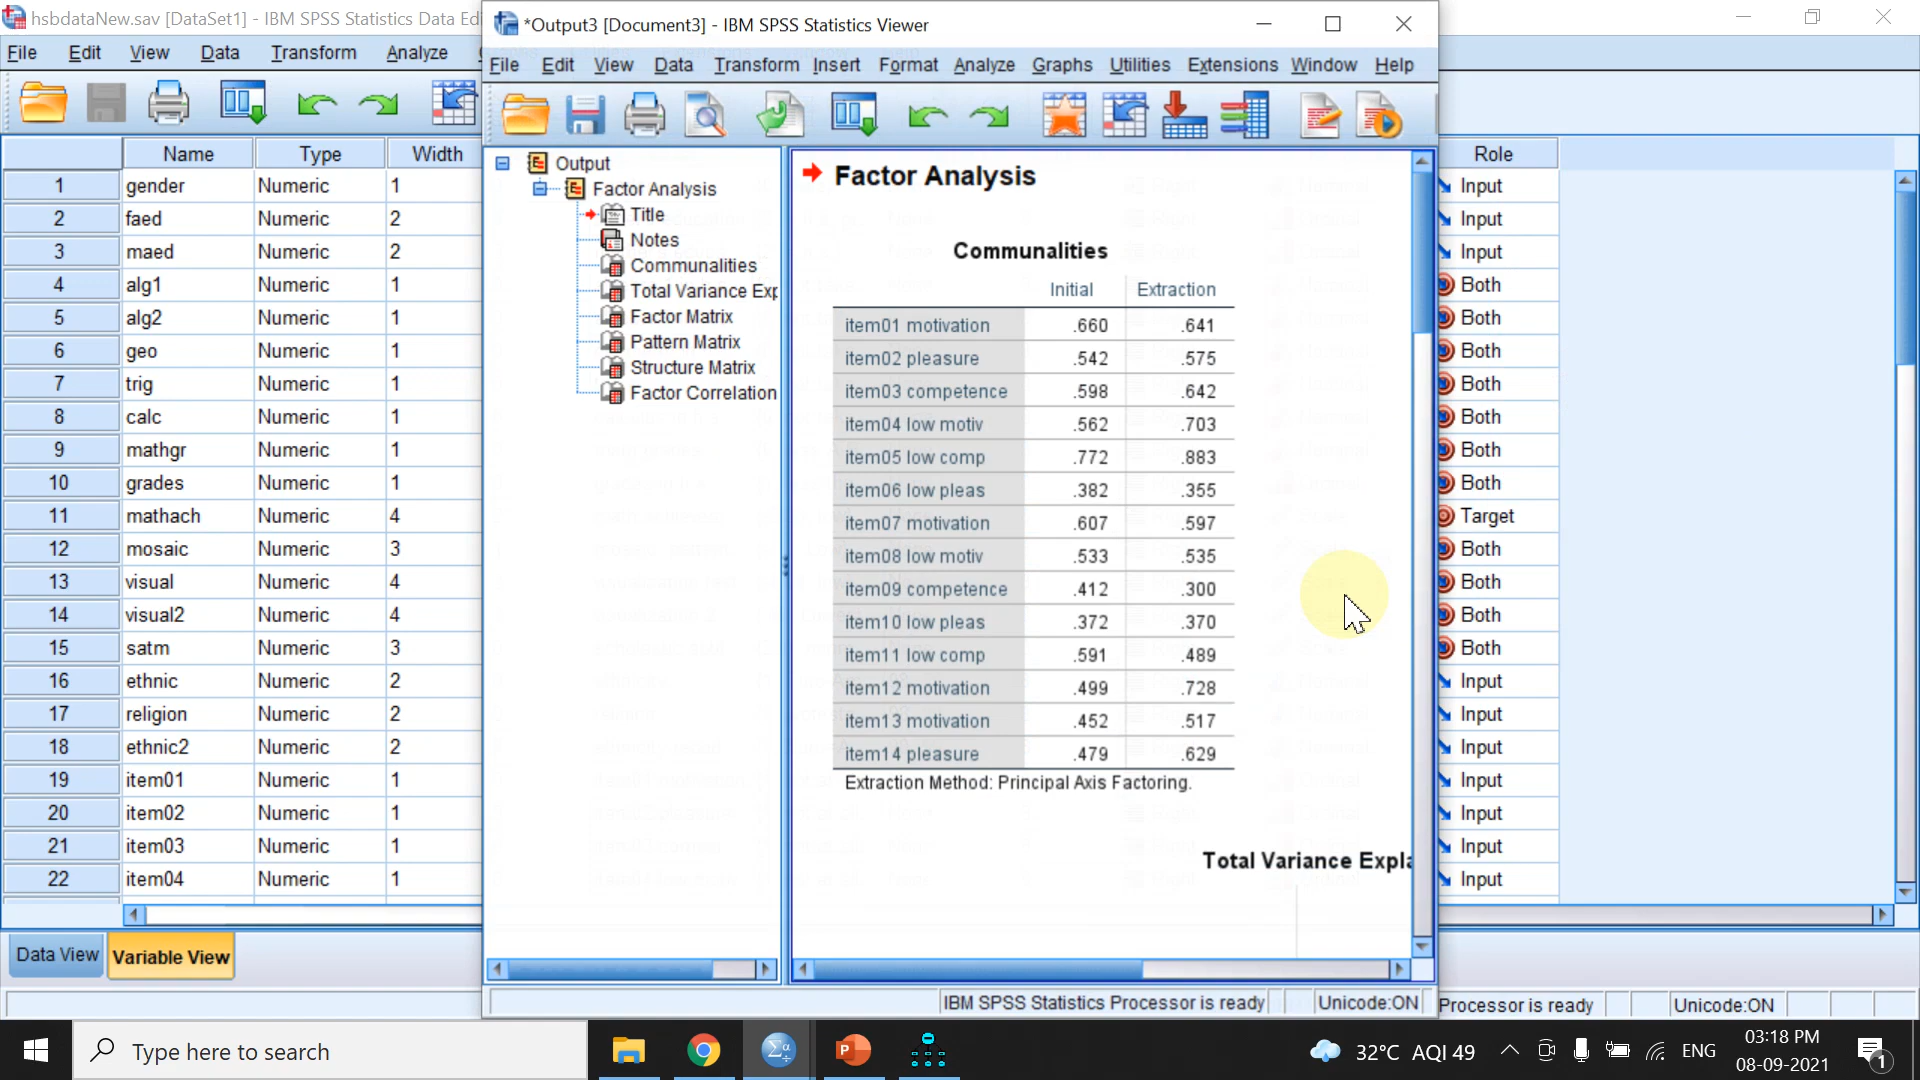 hsbdataNew.sav [DataSet1] - IBM SPSS Statistics Data Edi
File Edit View Data Transform Analyze
Name Type Width
1 gender Numeric 1
2 faed Numeric 2
3 maed Numeric 2
4 alg1 Numeric 1
5 alg2 Numeric 1
6 geo Numeric 1
7 trig Numeric 1
8 calc Numeric 1
9 mathgr Numeric 1
10 grades Numeric 1
11 mathach Numeric 4
12 mosaic Numeric 3
13 visual Numeric 4
14 visual2 Numeric 4
15 satm Numeric 3
16 ethnic Numeric 2
17 religion Numeric 2
18 ethnic2 Numeric 2
19 item01 Numeric 1
20 item02 Numeric 1
21 item03 Numeric 1
22 item04 Numeric 1
Data View Variable View
*Output3 [Document3] - IBM SPSS Statistics Viewer
File Edit View Data Transform Insert Format Analyze Graphs Utilities Extensions Window Help
Output
Factor Analysis
Title
Notes
Communalities
Total Variance Exp
Factor Matrix
Pattern Matrix
Structure Matrix
Factor Correlation
Factor Analysis
Communalities
Initial Extraction
item01 motivation .660 .641
item02 pleasure .542 .575
item03 competence .598 .642
item04 low motiv .562 .703
item05 low comp .772 .883
item06 low pleas .382 .355
item07 motivation .607 .597
item08 low motiv .533 .535
item09 competence .412 .300
item10 low pleas .372 .370
item11 low comp .591 .489
item12 motivation .499 .728
item13 motivation .452 .517
item14 pleasure .479 .629
Extraction Method: Principal Axis Factoring.
Total Variance Expla
IBM SPSS Statistics Processor is ready Unicode:ON
Role
Input
Input
Input
Both
Both
Both
Both
Both
Both
Both
Target
Both
Both
Both
Both
Input
Input
Input
Input
Input
Input
Input
Processor is ready Unicode:ON
Type here to search
32°C AQI 49
ENG
03:18 PM
08-09-2021
1